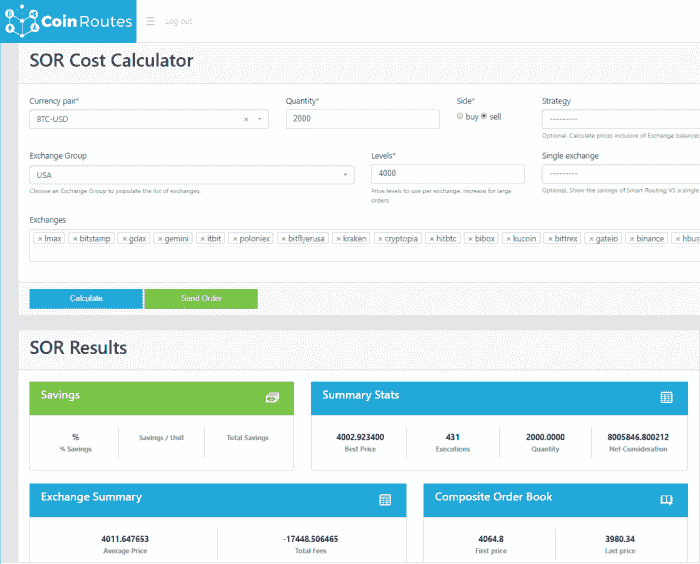 CoinRoutes
Log out
SOR Cost Calculator
Currency pair*
Quantity*
Side*
Strategy
BTC-USD
×
2000
buy
sell
---------
Optional. Calculate prices inclusive of Exchange balances
Exchange Group
Levels*
Single exchange
USA
4000
---------
Choose an Exchange Group to populate the list of exchanges.
Price levels to use per exchange. Increase for large
orders.
Optional. Show the savings of Smart Routing VS a single
Exchanges
× lmax × bitstamp × gdax × gemini × itbit × poloniex × bitflyerusa × kraken × cryptopia × hitbtc × bibox × kucoin × bittrex × gateio × binance × hbus
Calculate
Send Order
SOR Results
Savings
Summary Stats
%
% Savings
Savings / Unit
Total Savings
4002.923400
431
2000.0000
8005846.800212
Best Price
Executions
Quantity
Net Consideration
Exchange Summary
Composite Order Book
4011.647653
-17448.506465
4064.8
3980.34
Average Price
Total Fees
First price
Last price